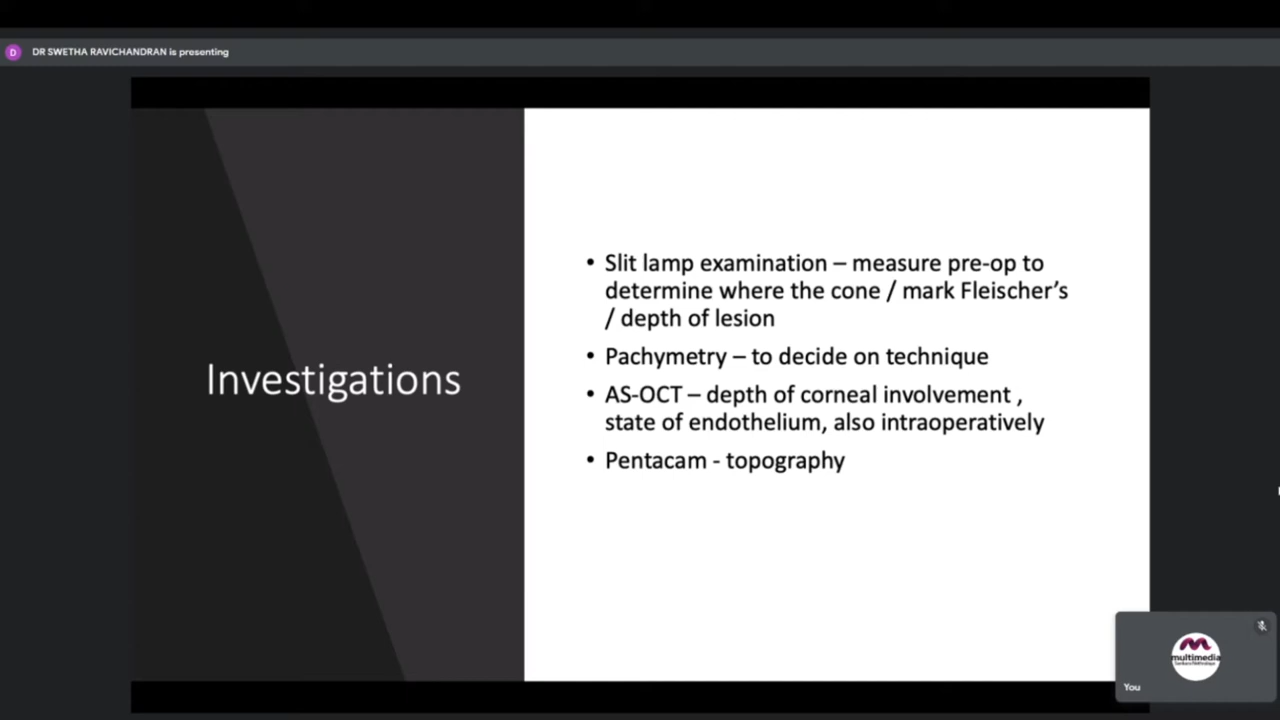 D
DR SWETHA RAVICHANDRAN is presenting
Investigations
• Slit lamp examination – measure pre-op to
determine where the cone / mark Fleischer’s
/ depth of lesion
• Pachymetry – to decide on technique
• AS-OCT – depth of corneal involvement ,
state of endothelium, also intraoperatively
• Pentacam - topography
multimedia
You